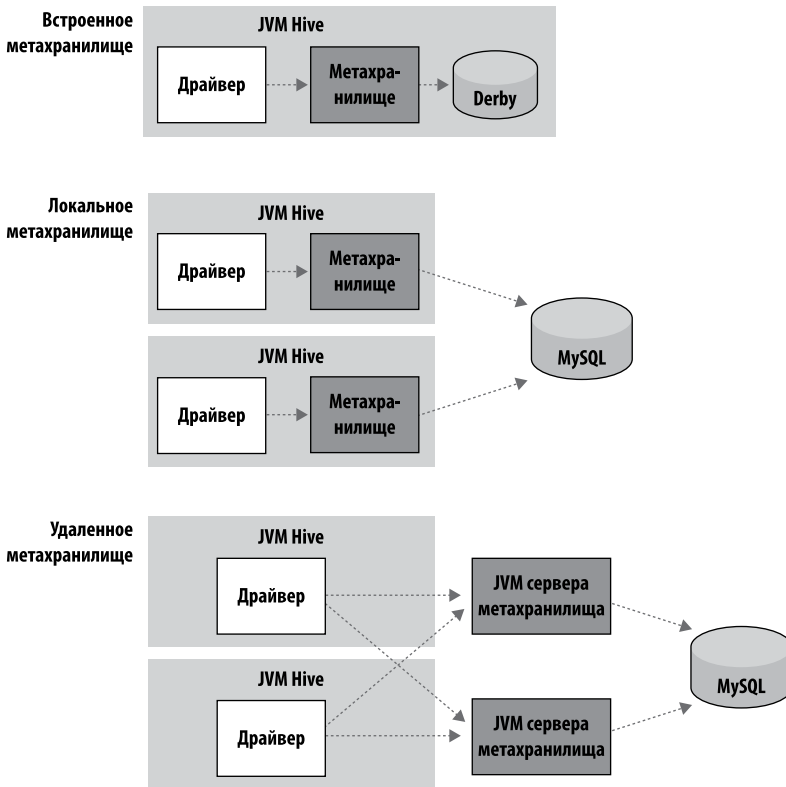 Встроенное
метахранилище
JVM Hive
Драйвер
Метахра-
нилище
Derby
Локальное
метахранилище
JVM Hive
Драйвер
Метахра-
нилище
JVM Hive
Драйвер
Метахра-
нилище
MySQL
Удаленное
метахранилище
JVM Hive
Драйвер
JVM сервера
метахранилища
JVM Hive
Драйвер
JVM сервера
метахранилища
MySQL